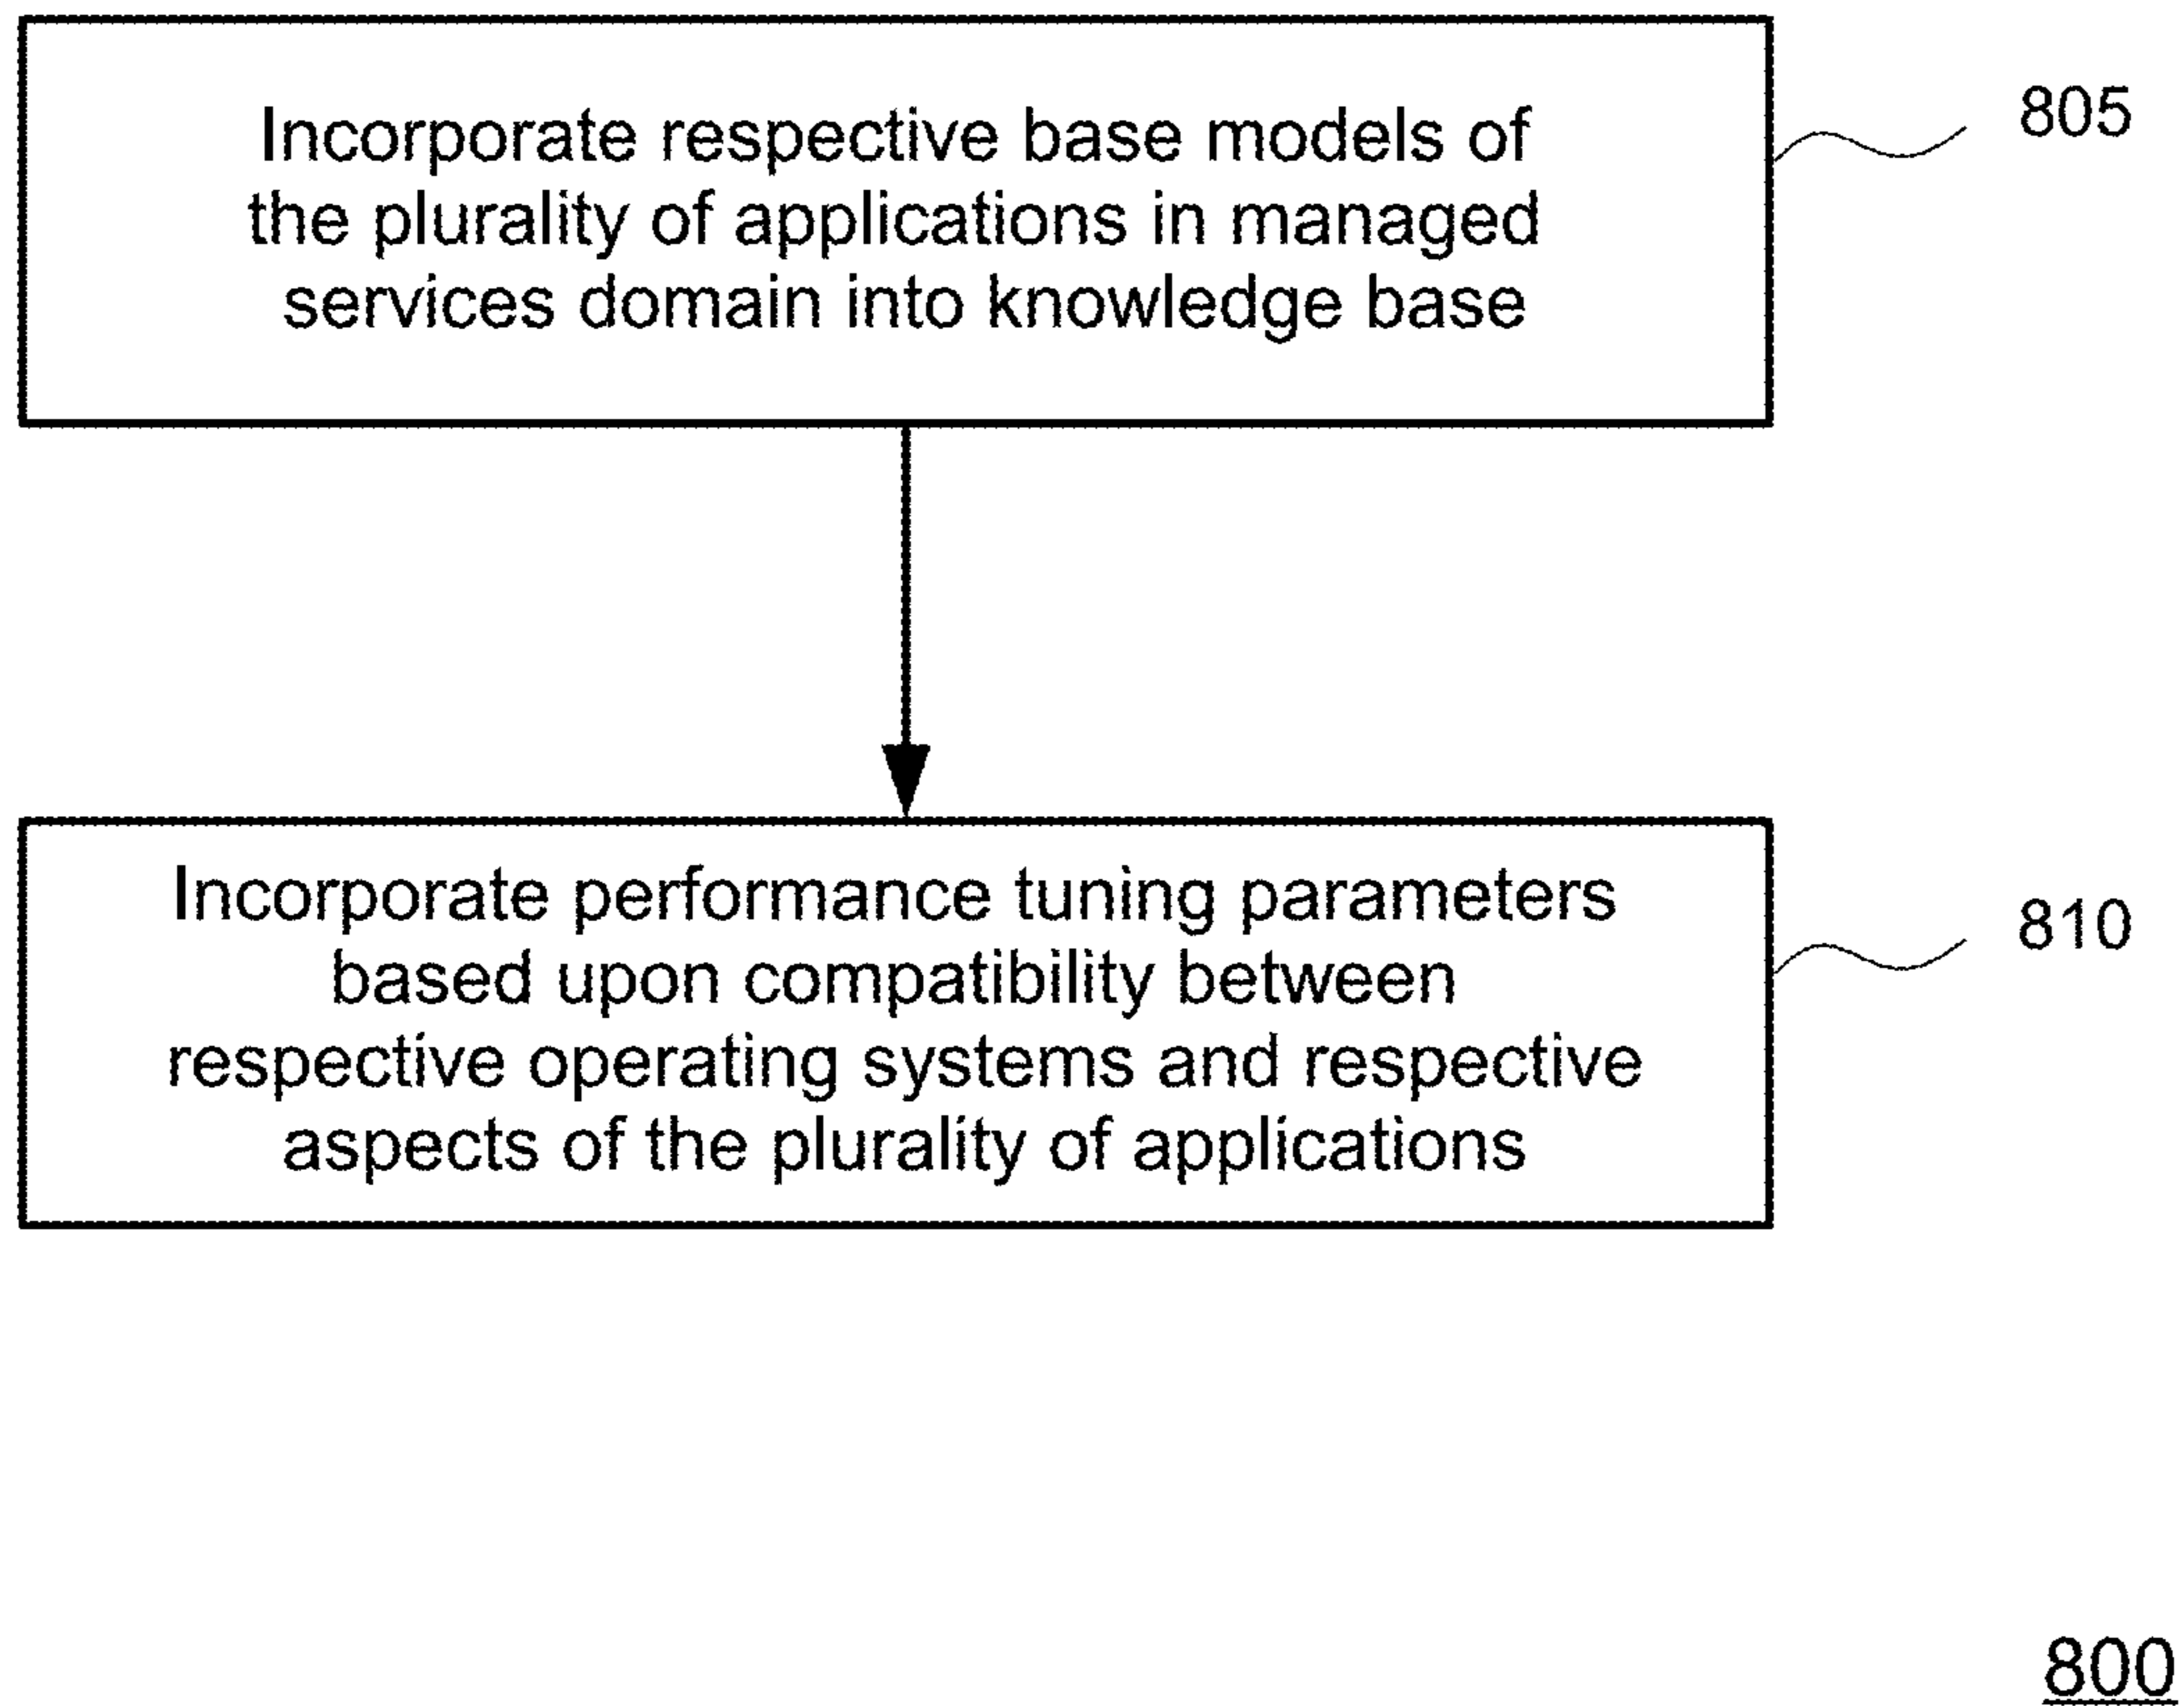 Incorporate respective base models of
the plurality of applications in managed
services domain into knowledge base
805
Incorporate performance tuning parameters
based upon compatibility between
respective operating systems and respective
aspects of the plurality of applications
810
800